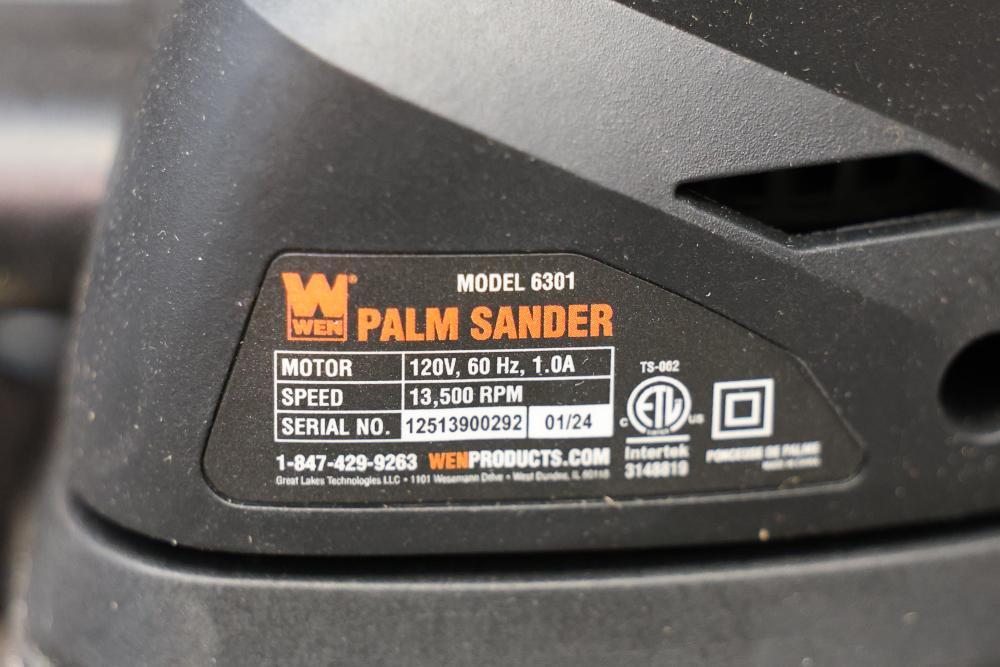 MODEL 6301
W®
WEN
PALM SANDER
MOTOR 120V, 60 Hz, 1.0A
SPEED 13,500 RPM
SERIAL NO. 12513900292 01/24
1-847-429-9263 WENPRODUCTS.COM
Great Lakes Technologies LLC • 1101 Wesemann Drive • West Dundee, IL 60118
TS-002
ETL
C US
Intertek
3148819
PONCEUSE DE PALME